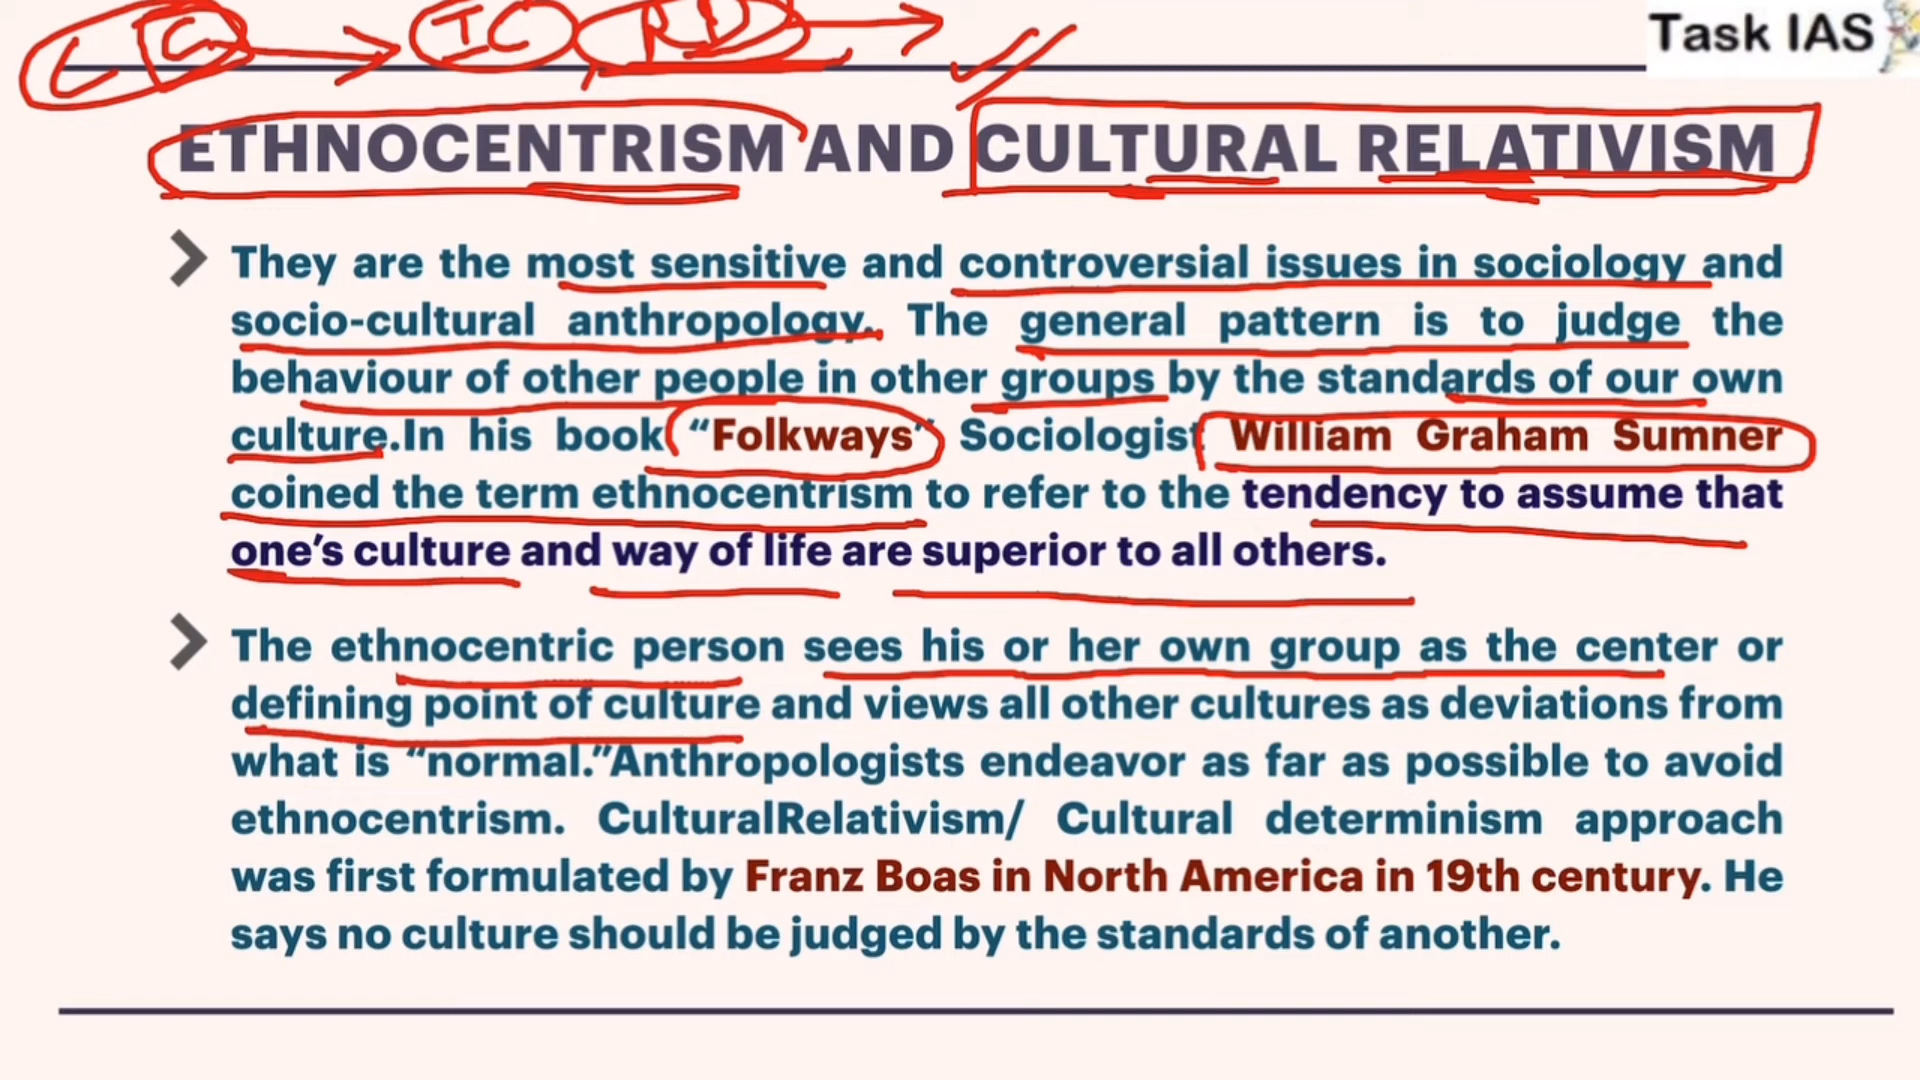 LC IC RD
Task IAS
ETHNOCENTRISM AND CULTURAL RELATIVISM
They are the most sensitive and controversial issues in sociology and
socio-cultural anthropology. The general pattern is to judge the
behaviour of other people in other groups by the standards of our own
culture.In his book “Folkways” Sociologist William Graham Sumner
coined the term ethnocentrism to refer to the tendency to assume that
one’s culture and way of life are superior to all others.
The ethnocentric person sees his or her own group as the center or
defining point of culture and views all other cultures as deviations from
what is “normal.”Anthropologists endeavor as far as possible to avoid
ethnocentrism. CulturalRelativism/ Cultural determinism approach
was first formulated by Franz Boas in North America in 19th century. He
says no culture should be judged by the standards of another.